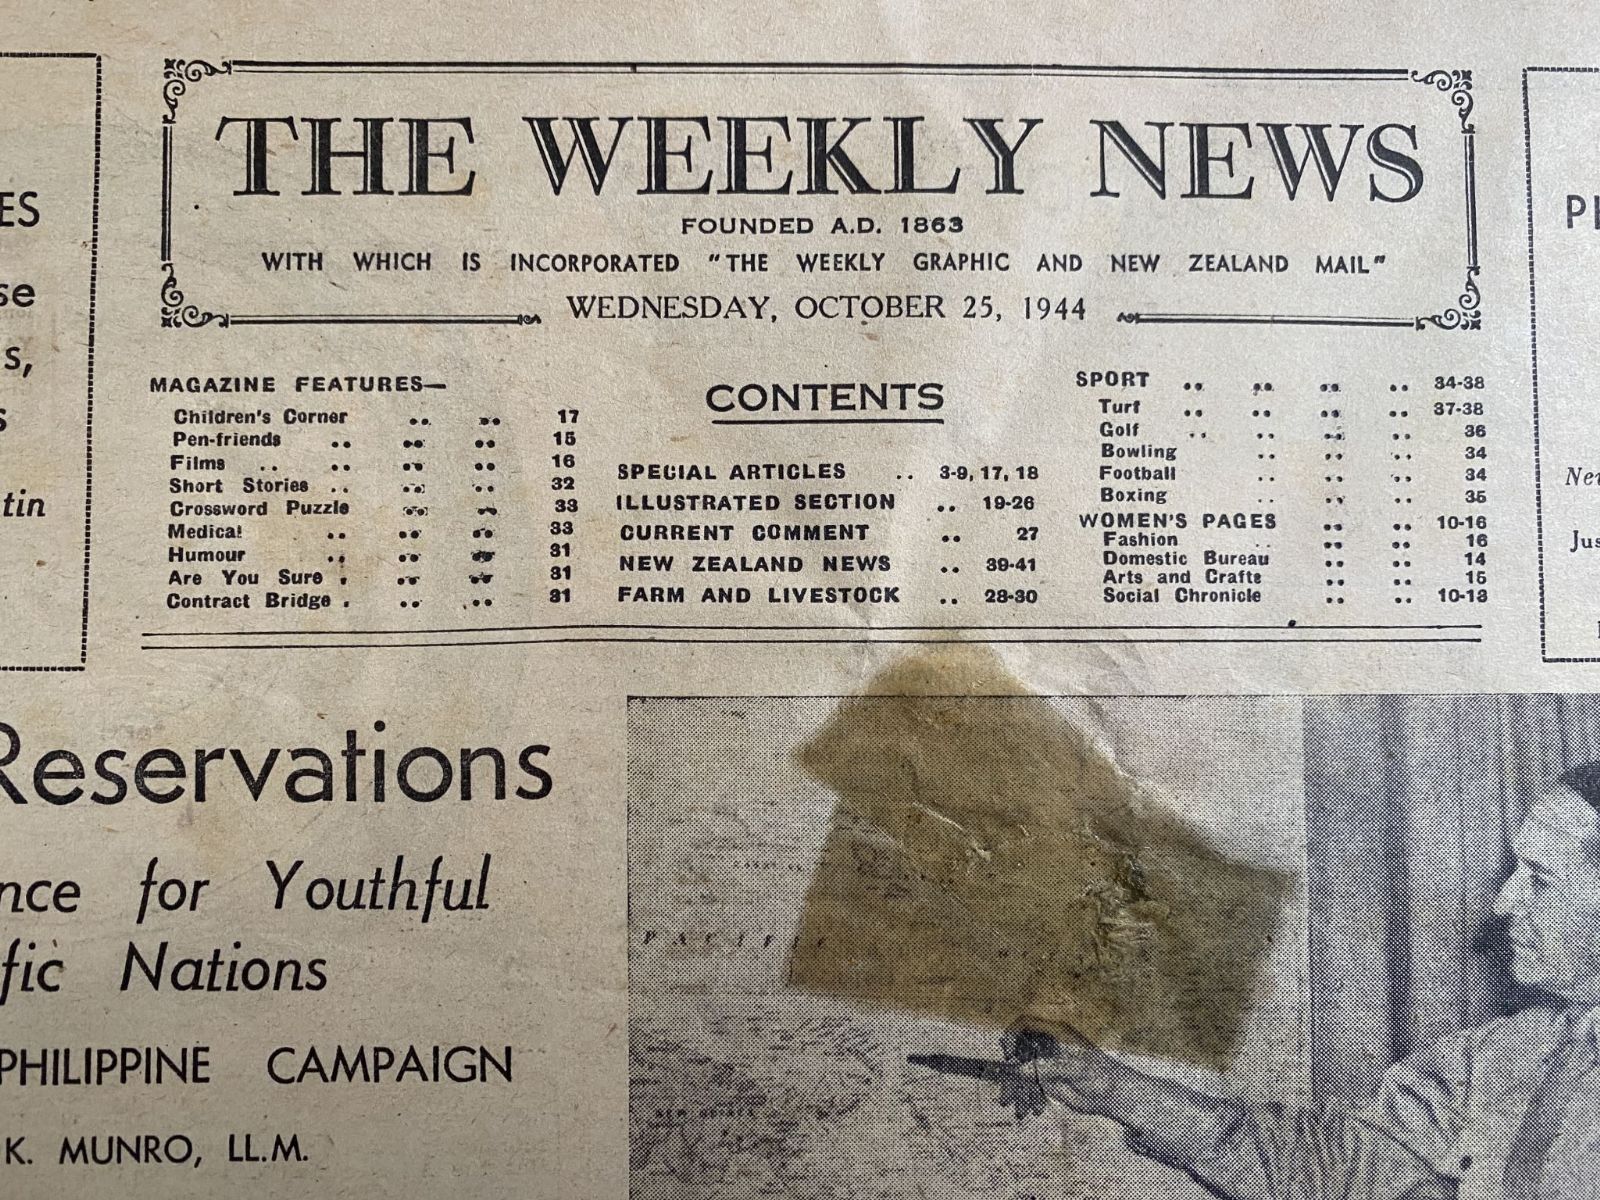 THE WEEKLY NEWS
FOUNDED A.D. 1863
WITH WHICH IS INCORPORATED "THE WEEKLY GRAPHIC AND NEW ZEALAND MAIL"
WEDNESDAY, OCTOBER 25, 1944
MAGAZINE FEATURES—
Children's Corner .. .. 17
Pen-friends .. .. .. 15
Films .. .. .. .. 16
Short Stories .. .. .. 32
Crossword Puzzle .. .. 33
Medical .. .. .. 33
Humour .. .. .. 31
Are You Sure . .. .. 31
Contract Bridge . .. .. 31
CONTENTS
SPECIAL ARTICLES .. 3-9, 17, 18
ILLUSTRATED SECTION .. 19-26
CURRENT COMMENT .. 27
NEW ZEALAND NEWS .. 39-41
FARM AND LIVESTOCK .. 28-30
SPORT .. .. .. .. 34-38
Turf .. .. .. .. 37-38
Golf .. .. .. .. 36
Bowling .. .. .. 34
Football .. .. .. 34
Boxing .. .. .. 35
WOMEN'S PAGES .. .. 10-16
Fashion .. .. .. 16
Domestic Bureau .. .. 14
Arts and Crafts .. .. 15
Social Chronicle .. .. 10-13
ES
se
s,
s
tin
PI
Ne
Jus
Reservations
nce for Youthful
fic Nations
PHILIPPINE CAMPAIGN
K. MUNRO, LL.M.
PACIFIC
NEW GUINEA